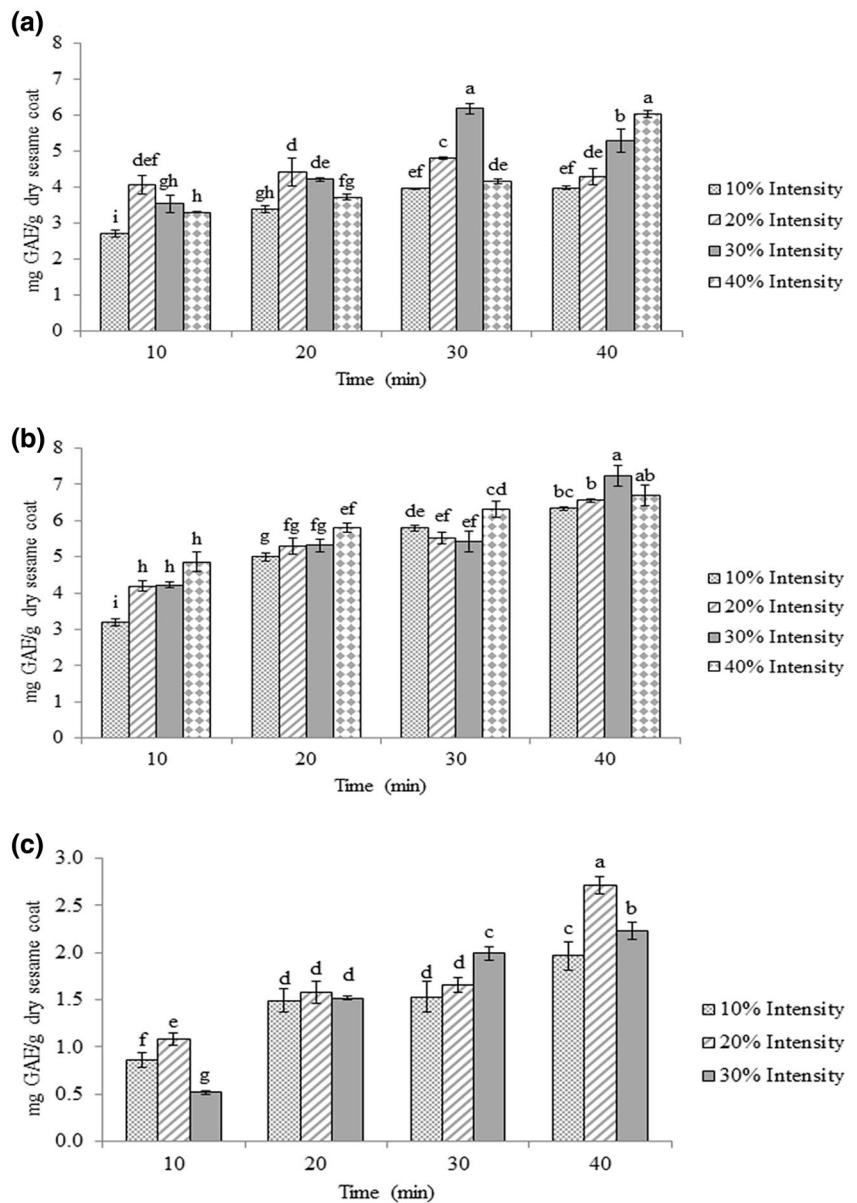 (a)
mg GAE/g dry sesame coat
8
7
6
5
4
3
2
1
0
i
def
gh
h
gh
d
de
fg
ef
c
a
de
ef
de
b
a
10
20
30
40
Time (min)
10% Intensity
20% Intensity
30% Intensity
40% Intensity
(b)
mg GAE/g dry sesame coat
8
7
6
5
4
3
2
1
0
i
h
h
h
g
fg
fg
ef
de
ef
ef
cd
bc
b
a
ab
10
20
30
40
Time (min)
10% Intensity
20% Intensity
30% Intensity
40% Intensity
(c)
mg GAE/g dry sesame coat
3.0
2.5
2.0
1.5
1.0
0.5
0.0
f
e
g
d
d
d
d
d
c
c
a
b
10
20
30
40
Time (min)
10% Intensity
20% Intensity
30% Intensity